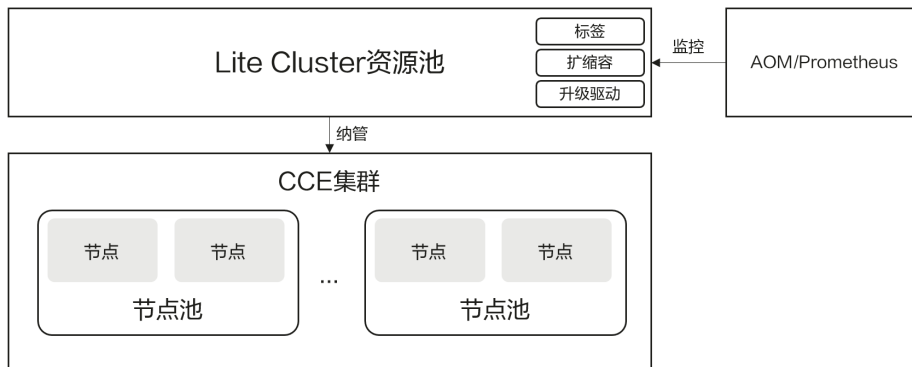 Lite Cluster资源池
标签
扩缩容
升级驱动
监控
AOM/Prometheus
纳管
CCE集群
节点
节点
节点
节点
...
节点池
节点池